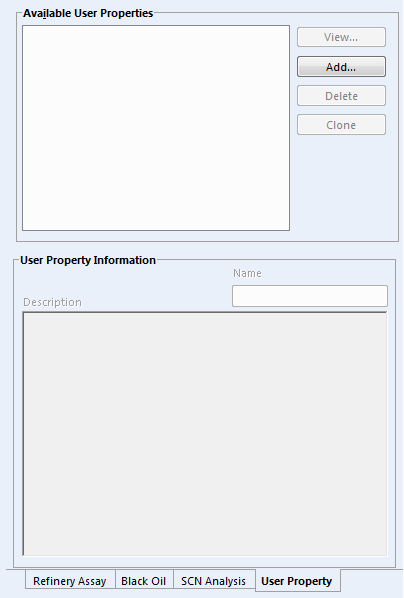 Available User Properties
View...
Add...
Delete
Clone
User Property Information
Name
Description
Refinery Assay Black Oil SCN Analysis User Property